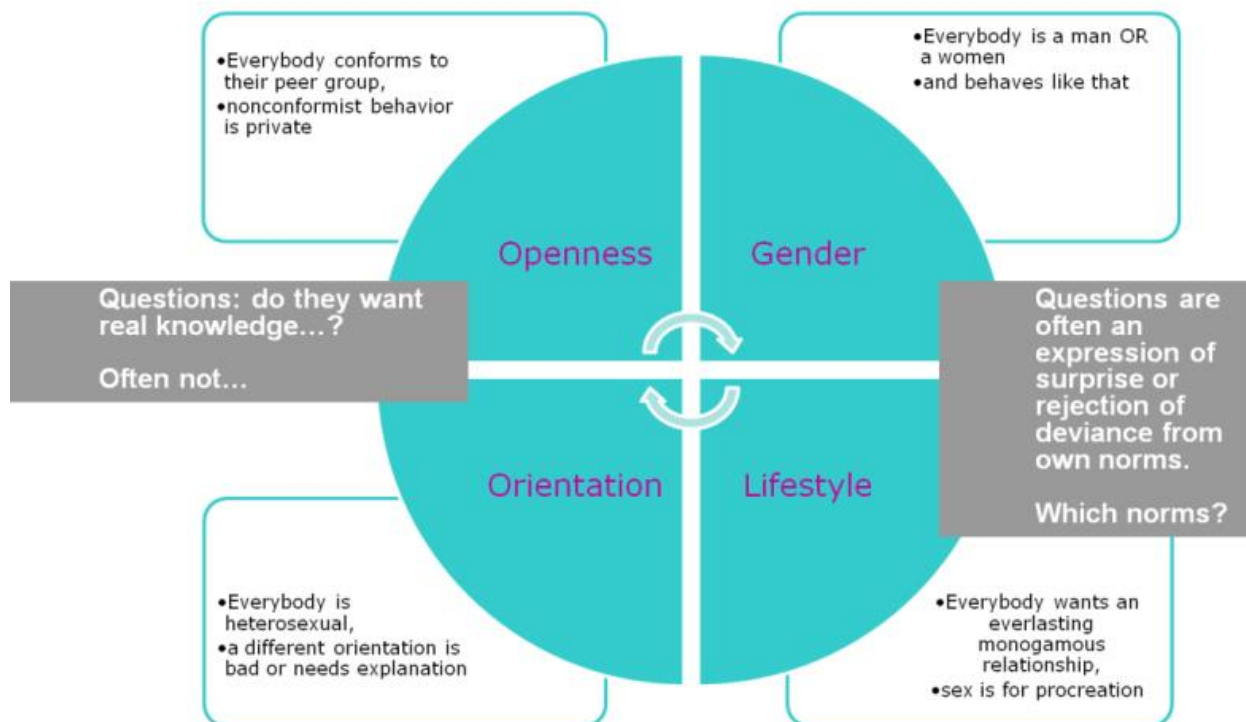 •Everybody conforms to
their peer group,
•nonconformist behavior
is private
•Everybody is a man OR
a women
•and behaves like that
Openness
Gender
Questions: do they want
real knowledge...?
Often not...
Questions are
often an
expression of
surprise or
rejection of
deviance from
own norms.
Which norms?
Orientation
Lifestyle
•Everybody is
heterosexual,
•a different orientation is
bad or needs explanation
•Everybody wants an
everlasting
monogamous
relationship,
•sex is for procreation